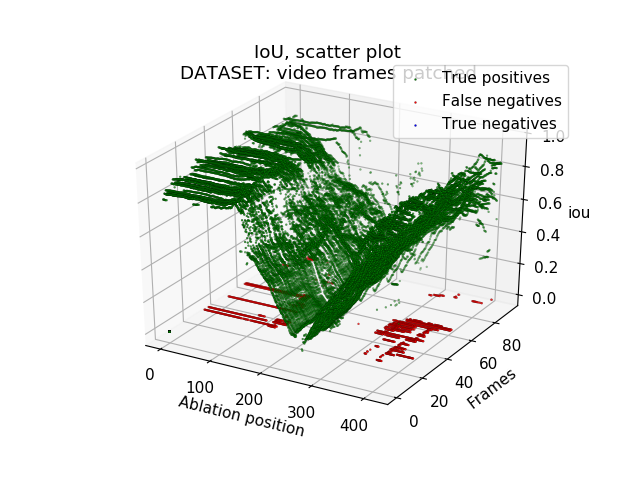 IoU, scatter plot
DATASET: video frames patched
True positives
False negatives
True negatives
1.0
0.8
0.6
0.4
0.2
0.0
iou
0
100
200
300
400
Ablation position
0
20
40
60
80
Frames